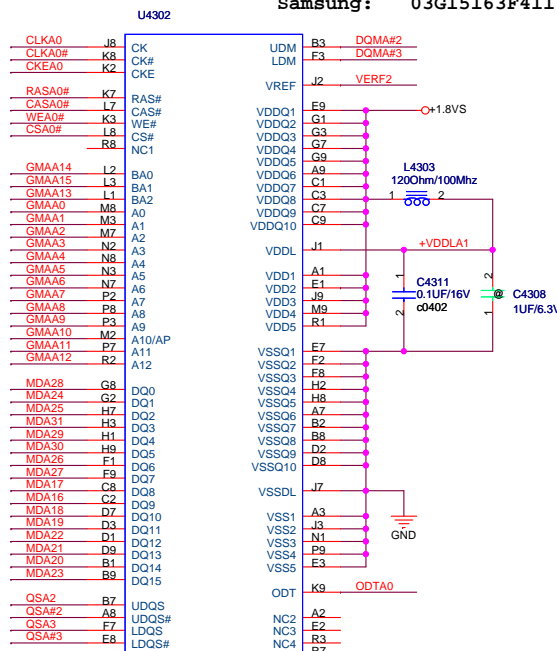 Samsung: 03G15163F411
U4302
CLKA0 J8 CK
CLKA0# K8 CK#
CKEA0 K2 CKE
RASA0# K7 RAS#
CASA0# L7 CAS#
WEA0# K3 WE#
CSA0# L8 CS#
R8 NC1
GMAA14 L2 BA0
GMAA15 L3 BA1
GMAA13 L1 BA2
GMAA0 M8 A0
GMAA1 M3 A1
GMAA2 M7 A2
GMAA3 N2 A3
GMAA4 N8 A4
GMAA5 N3 A5
GMAA6 N7 A6
GMAA7 P2 A7
GMAA8 P8 A8
GMAA9 P3 A9
GMAA10 M2 A10/AP
GMAA11 P7 A11
GMAA12 R2 A12
MDA28 G8 DQ0
MDA24 G2 DQ1
MDA25 H7 DQ2
MDA31 H3 DQ3
MDA29 H1 DQ4
MDA30 H9 DQ5
MDA26 F1 DQ6
MDA27 F9 DQ7
MDA17 C8 DQ8
MDA16 C2 DQ9
MDA18 D7 DQ10
MDA19 D3 DQ11
MDA22 D1 DQ12
MDA21 D9 DQ13
MDA20 B1 DQ14
MDA23 B9 DQ15
QSA2 B7 UDQS
QSA#2 A8 UDQS#
QSA3 F7 LDQS
QSA#3 E8 LDQS#
UDM B3 DQMA#2
LDM F3 DQMA#3
VREF J2 VERF2
VDDQ1 E9 +1.8VS
VDDQ2 G1
VDDQ3 G3
VDDQ4 G7
VDDQ5 G9
VDDQ6 A9
VDDQ7 C1
VDDQ8 C3
VDDQ9 C7
VDDQ10 C9
L4303
120Ohm/100Mhz
1 2
VDDL J1 +VDDLA1
VDD1 A1
VDD2 E1
VDD3 J9
VDD4 M9
VDD5 R1
1
C4311
0.1UF/16V
c0402
2
2
@ C4308
1UF/6.3V
1
VSSQ1 E7
VSSQ2 F2
VSSQ3 F8
VSSQ4 H2
VSSQ5 H8
VSSQ6 A7
VSSQ7 B2
VSSQ8 B8
VSSQ9 D2
VSSQ10 D8
VSSDL J7
VSS1 A3
VSS2 J3
VSS3 N1
VSS4 P9
VSS5 E3
GND
ODT K9 ODTA0
NC2 A2
NC3 E2
NC4 R3